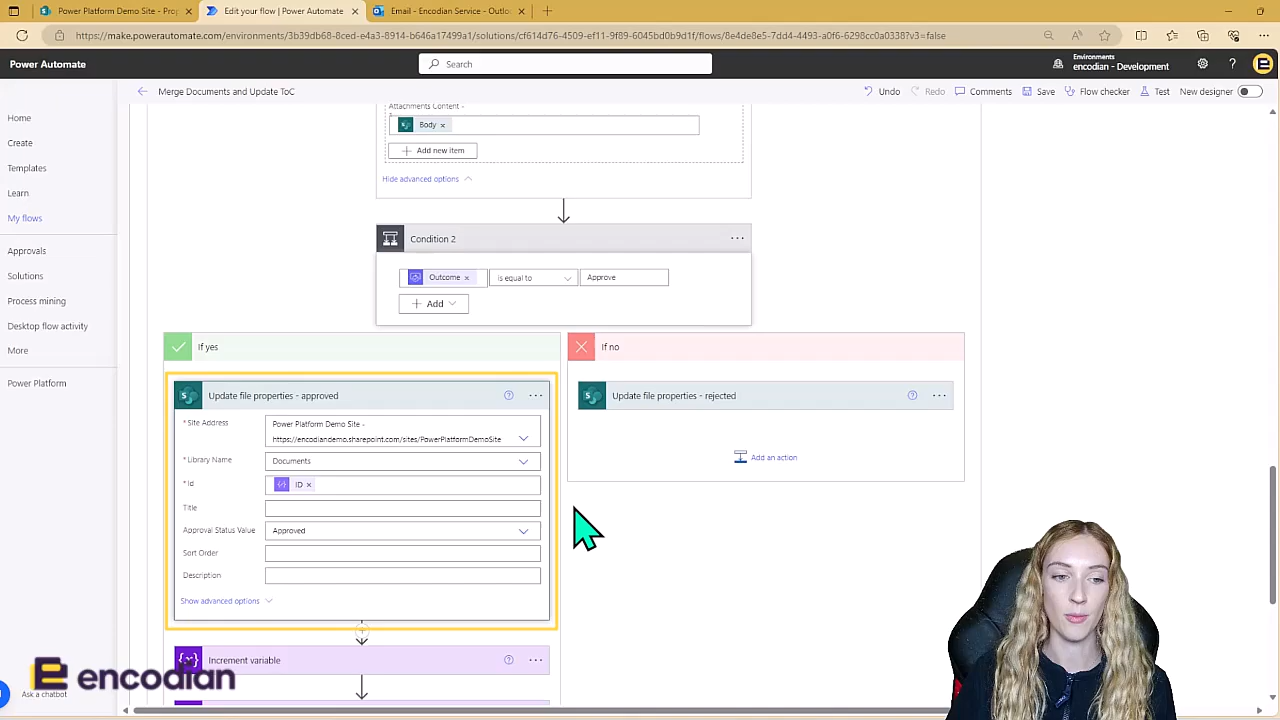 Power Platform Demo Site - Pro
Edit your flow | Power Automate
Email - Encodian Service - Outlo
https://make.powerautomate.com/environments/3b39db68-8ced-e4a3-9164-b646a17499a1/solutions/cf614d76-4509-ef11-9f89-6045bd0b9d1f/flows/8e4de8e5-7dd4-4493-a0f6-6298cc0a0338?v3=false
Power Automate
Search
Environments
encodian - Development
Merge Documents and Update ToC
Undo
Redo
Comments
Save
Flow checker
Test
New designer
Home
Create
Templates
Learn
My flows
Approvals
Solutions
Process mining
Desktop flow activity
More
Power Platform
Ask a chatbot
Attachments Content -
Body
Add new item
Hide advanced options
Condition 2
Outcome
is equal to
Approve
Add
If yes
If no
Update file properties - approved
* Site Address
Power Platform Demo Site -
https://encodiandemo.sharepoint.com/sites/PowerPlatformDemoSite
* Library Name
Documents
* Id
ID
Title
Approval Status Value
Approved
Sort Order
Description
Show advanced options
Increment variable
Update file properties - rejected
Add an action
encodian